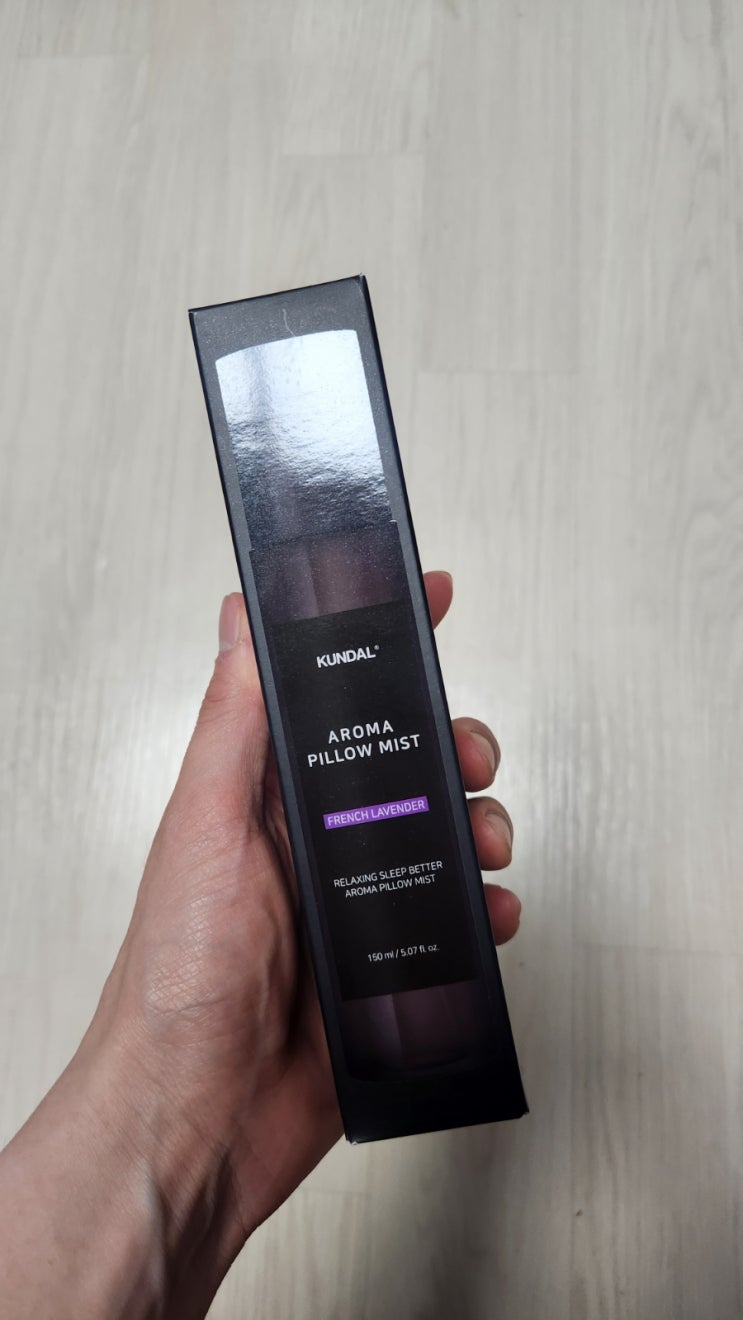 KUNDAL®
AROMA
PILLOW MIST
FRENCH LAVENDER
RELAXING SLEEP BETTER
AROMA PILLOW MIST
150 ml / 5.07 fl. oz.